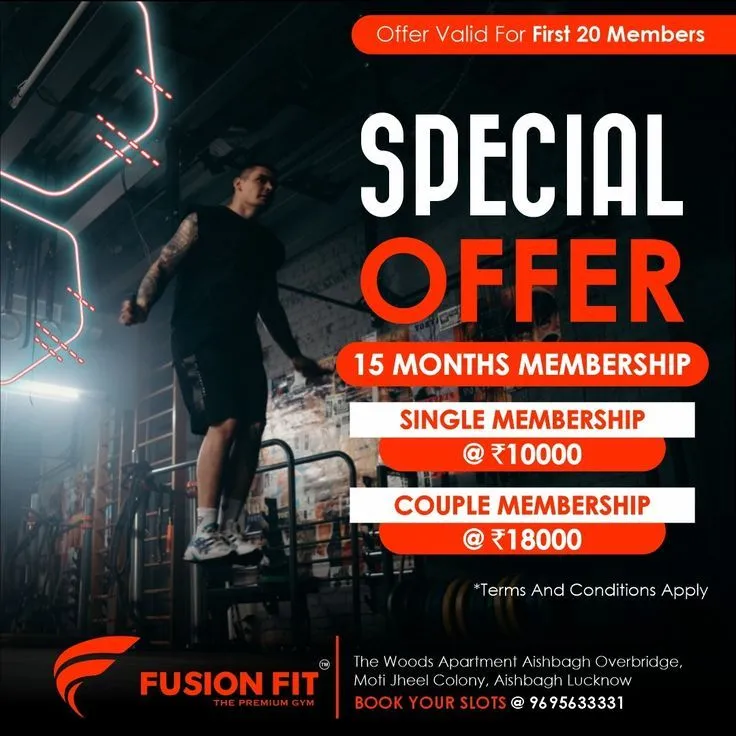 Offer Valid For First 20 Members
SPECIAL
OFFER
15 MONTHS MEMBERSHIP
SINGLE MEMBERSHIP
@ ₹10000
COUPLE MEMBERSHIP
@ ₹18000
*Terms And Conditions Apply
FUSION FIT™
THE PREMIUM GYM
The Woods Apartment Aishbagh Overbridge,
Moti Jheel Colony, Aishbagh Lucknow
BOOK YOUR SLOTS @ 9695633331